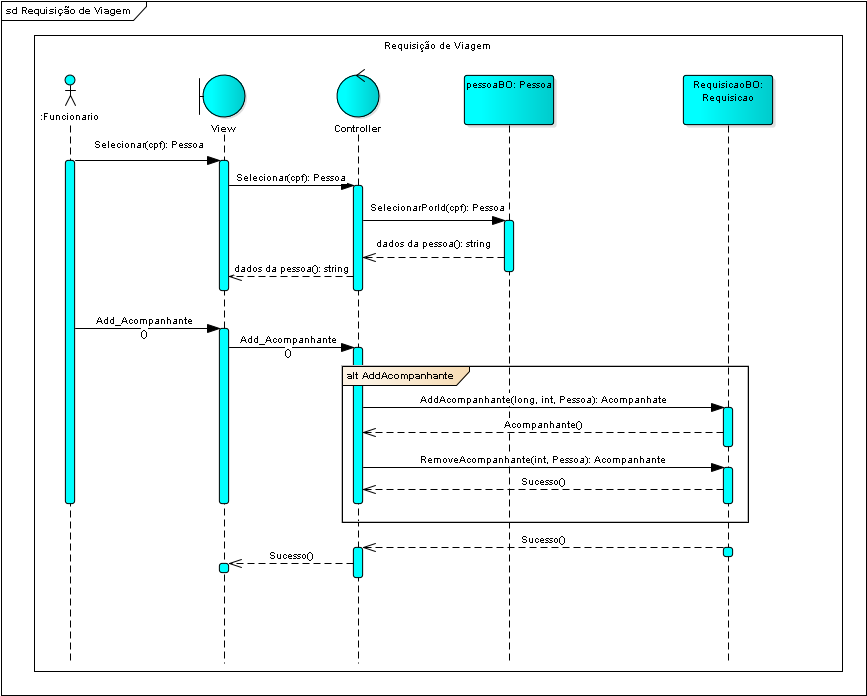 sd Requisição de Viagem
Requisição de Viagem
:Funcionario
View
Controller
pessoaBO: Pessoa
RequisicaoBO:
Requisicao
Selecionar(cpf): Pessoa
Selecionar(cpf): Pessoa
SelecionarPorId(cpf): Pessoa
dados da pessoa(): string
dados da pessoa(): string
Add_Acompanhante
()
Add_Acompanhante
()
alt AddAcompanhante
AddAcompanhante(long, int, Pessoa): Acompanhate
Acompanhante()
RemoveAcompanhante(int, Pessoa): Acompanhante
Sucesso()
Sucesso()
Sucesso()